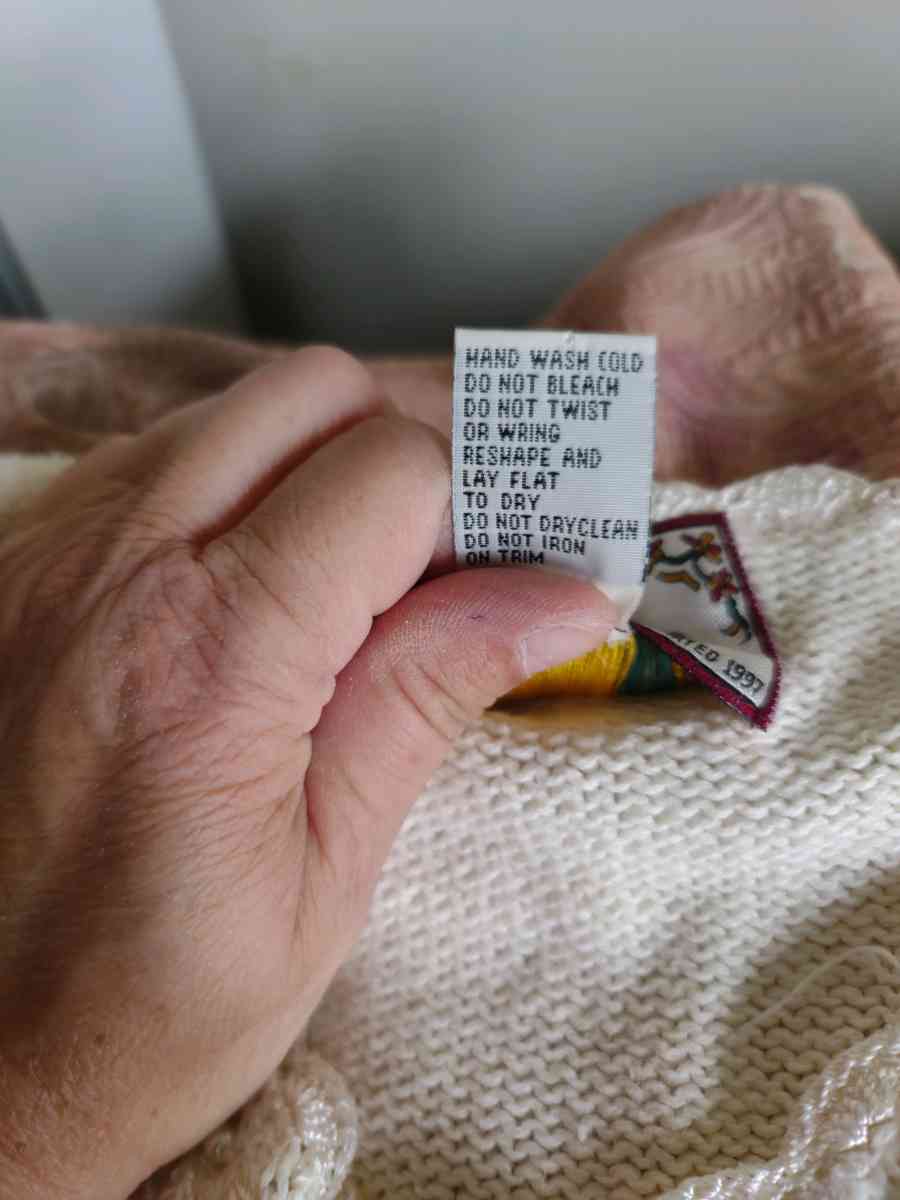 HAND WASH COLD
DO NOT BLEACH
DO NOT TWIST
OR WRING
RESHAPE AND
LAY FLAT
TO DRY
DO NOT DRYCLEAN
DO NOT IRON
ON TRIM
1997